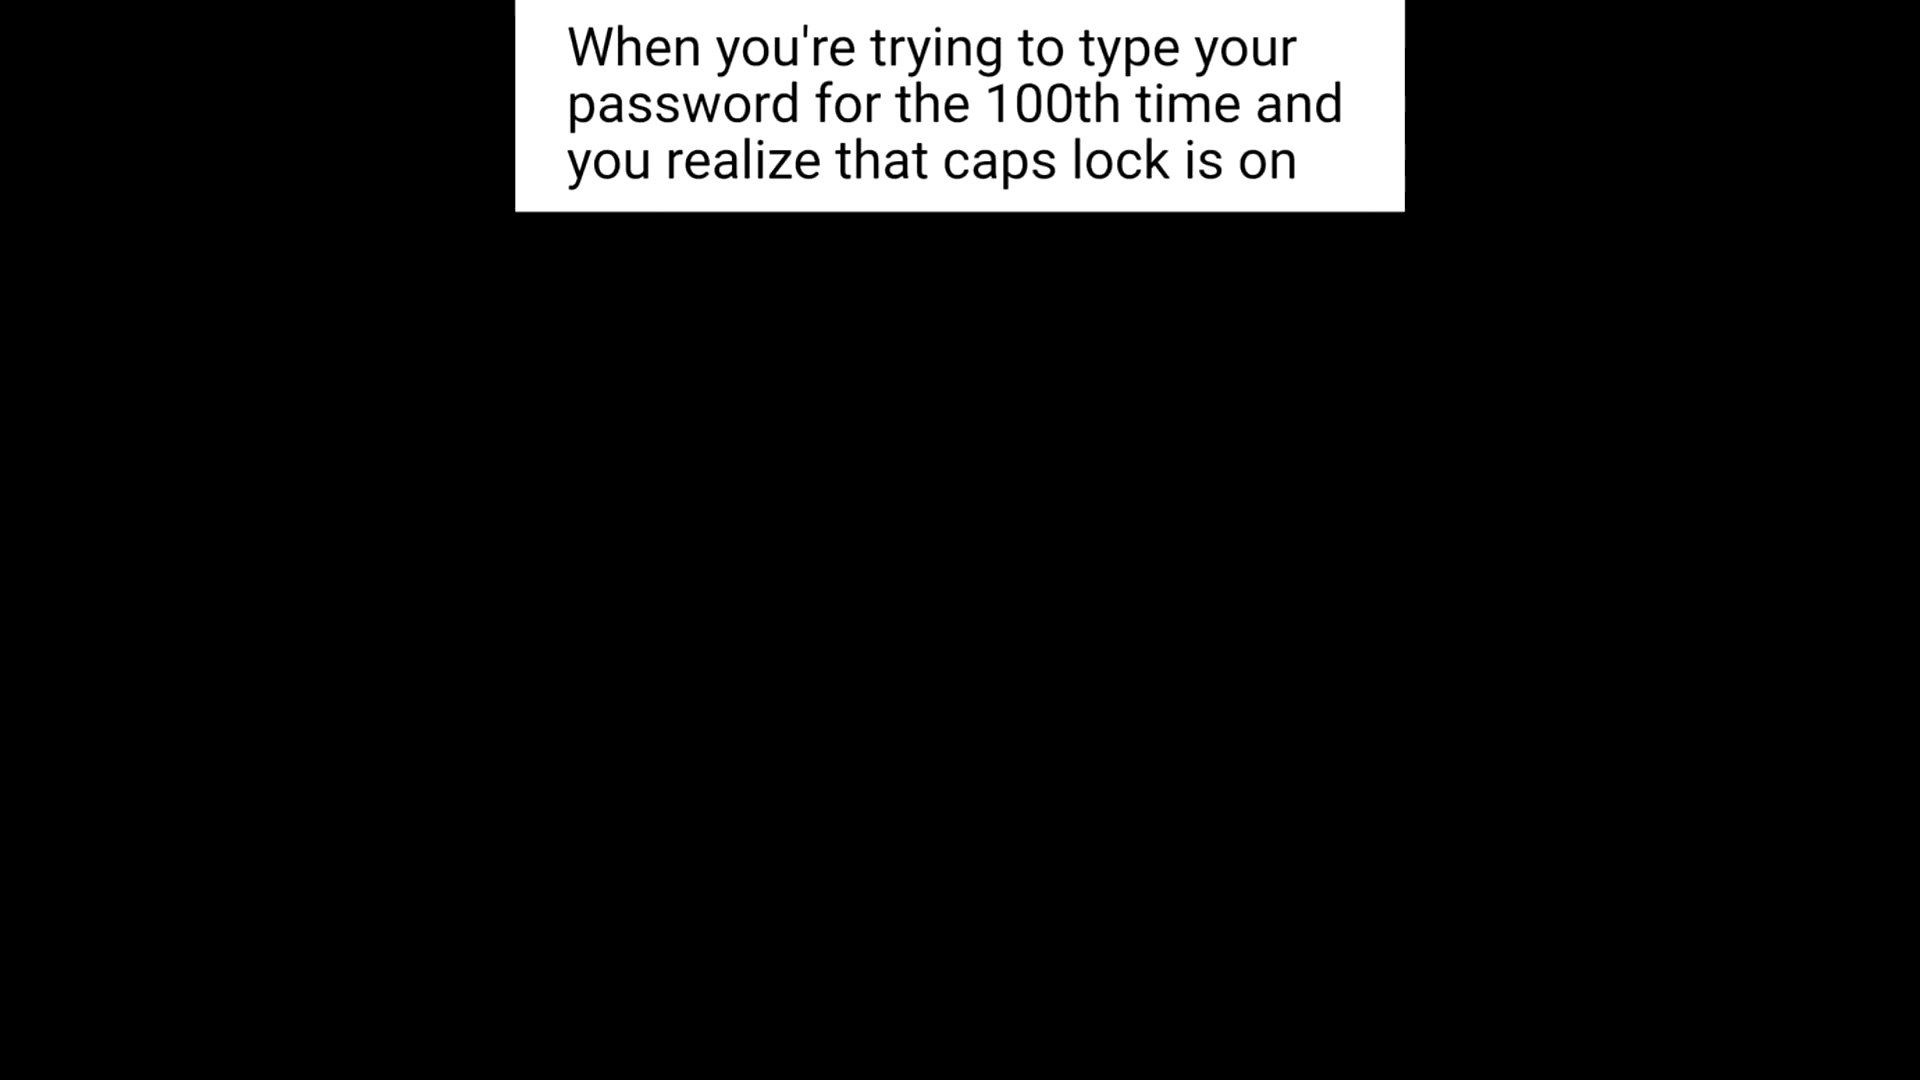 When you're trying to type your
password for the 100th time and
you realize that caps lock is on